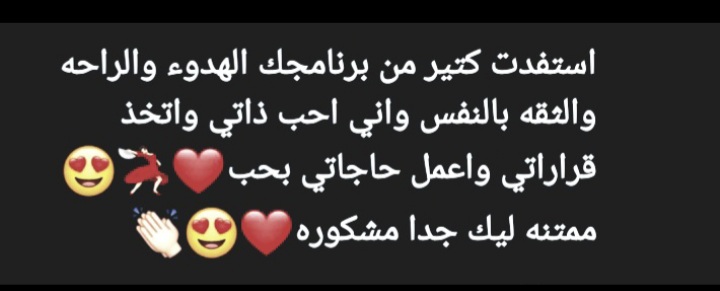 استفدت كتير من برنامجك الهدوء والراحه
والثقه بالنفس واني احب ذاتي واتخذ
قراراتي واعمل حاجاتي بحب❤️💃🏻😍
ممتنه ليك جدا مشكوره❤️😍👏🏻